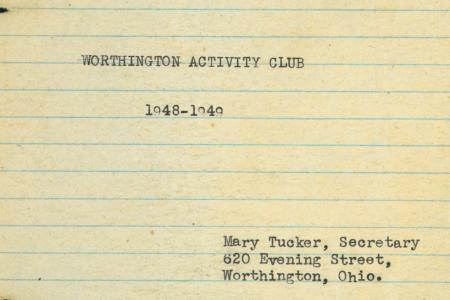 WORTHINGTON ACTIVITY CLUB
1948-1949
Mary Tucker, Secretary
620 Evening Street,
Worthington, Ohio.